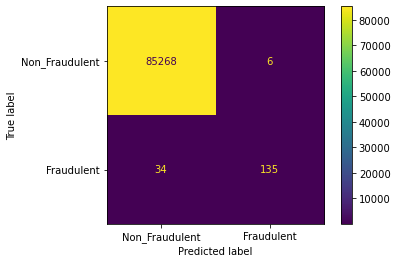 Non_Fraudulent
Fraudulent
True label
85268
6
34
135
Non_Fraudulent
Fraudulent
Predicted label
80000
70000
60000
50000
40000
30000
20000
10000